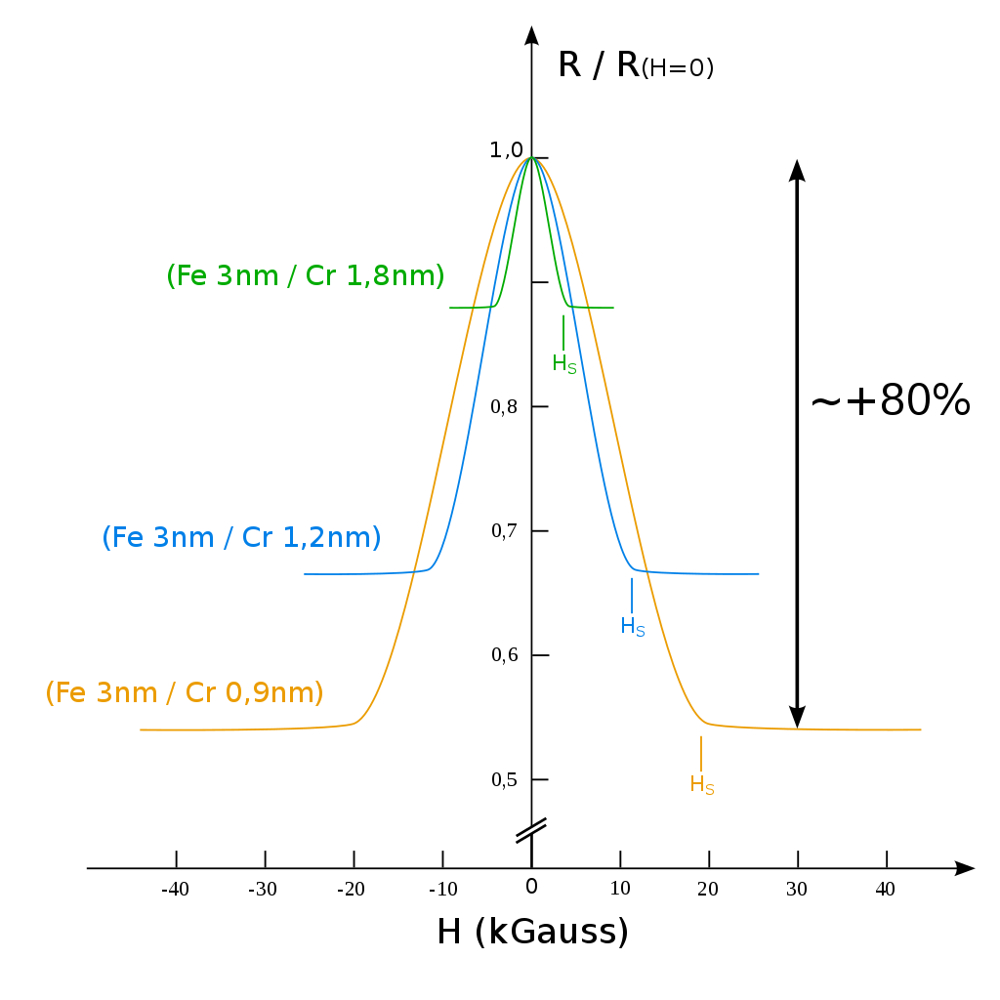 R / R(H=0)
1,0
(Fe 3nm / Cr 1,8nm)
HS
~+80%
0,8
0,7
(Fe 3nm / Cr 1,2nm)
HS
0,6
(Fe 3nm / Cr 0,9nm)
0,5
HS
-40 -30 -20 -10 0 10 20 30 40
H (kGauss)